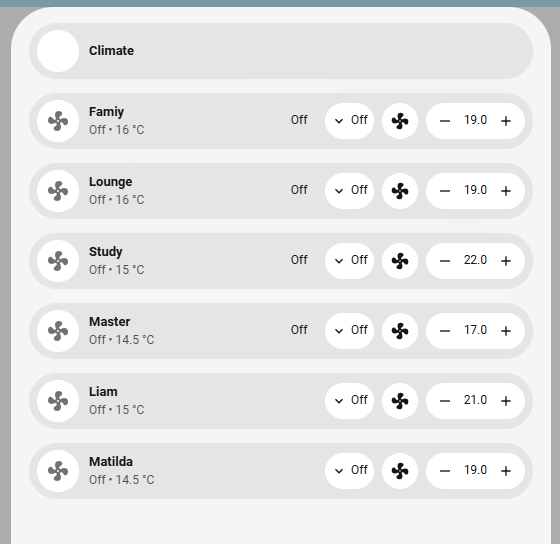 Climate
Famiy
Off • 16 °C
Off
Off
19.0
Lounge
Off • 16 °C
Off
Off
19.0
Study
Off • 15 °C
Off
Off
22.0
Master
Off • 14.5 °C
Off
Off
17.0
Liam
Off • 15 °C
Off
21.0
Matilda
Off • 14.5 °C
Off
19.0